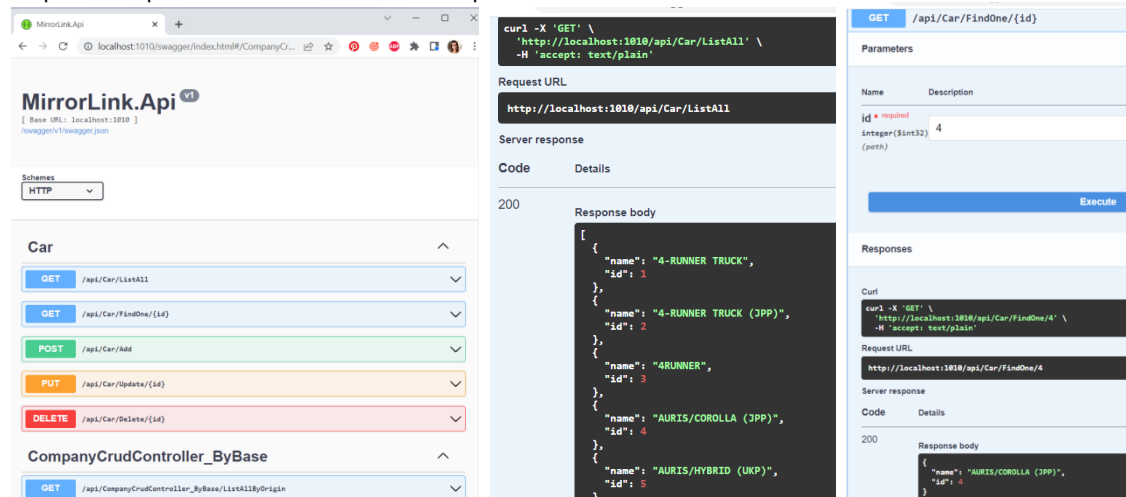 MirrorLink.Api
localhost:1010/swagger/index.html#/CompanyCr...
MirrorLink.Api v1
[ Base URL: localhost:1010 ]
/swagger/v1/swagger.json
Schemes
HTTP
Car
GET /api/Car/ListAll
GET /api/Car/FindOne/{id}
POST /api/Car/Add
PUT /api/Car/Update/{id}
DELETE /api/Car/Delete/{id}
CompanyCrudController_ByBase
GET /api/CompanyCrudController_ByBase/ListAllByOrigin
curl -X 'GET' \
'http://localhost:1010/api/Car/ListAll' \
-H 'accept: text/plain'
Request URL
http://localhost:1010/api/Car/ListAll
Server response
Code Details
200
Response body
[
{
"name": "4-RUNNER TRUCK",
"id": 1
},
{
"name": "4-RUNNER TRUCK (JPP)",
"id": 2
},
{
"name": "4RUNNER",
"id": 3
},
{
"name": "AURIS/COROLLA (JPP)",
"id": 4
},
{
"name": "AURIS/HYBRID (UKP)",
"id": 5
GET /api/Car/FindOne/{id}
Parameters
Name Description
id * required
integer($int32)
(path)
4
Execute
Responses
Curl
curl -X 'GET' \
'http://localhost:1010/api/Car/FindOne/4' \
-H 'accept: text/plain'
Request URL
http://localhost:1010/api/Car/FindOne/4
Server response
Code Details
200
Response body
{
"name": "AURIS/COROLLA (JPP)",
"id": 4
}